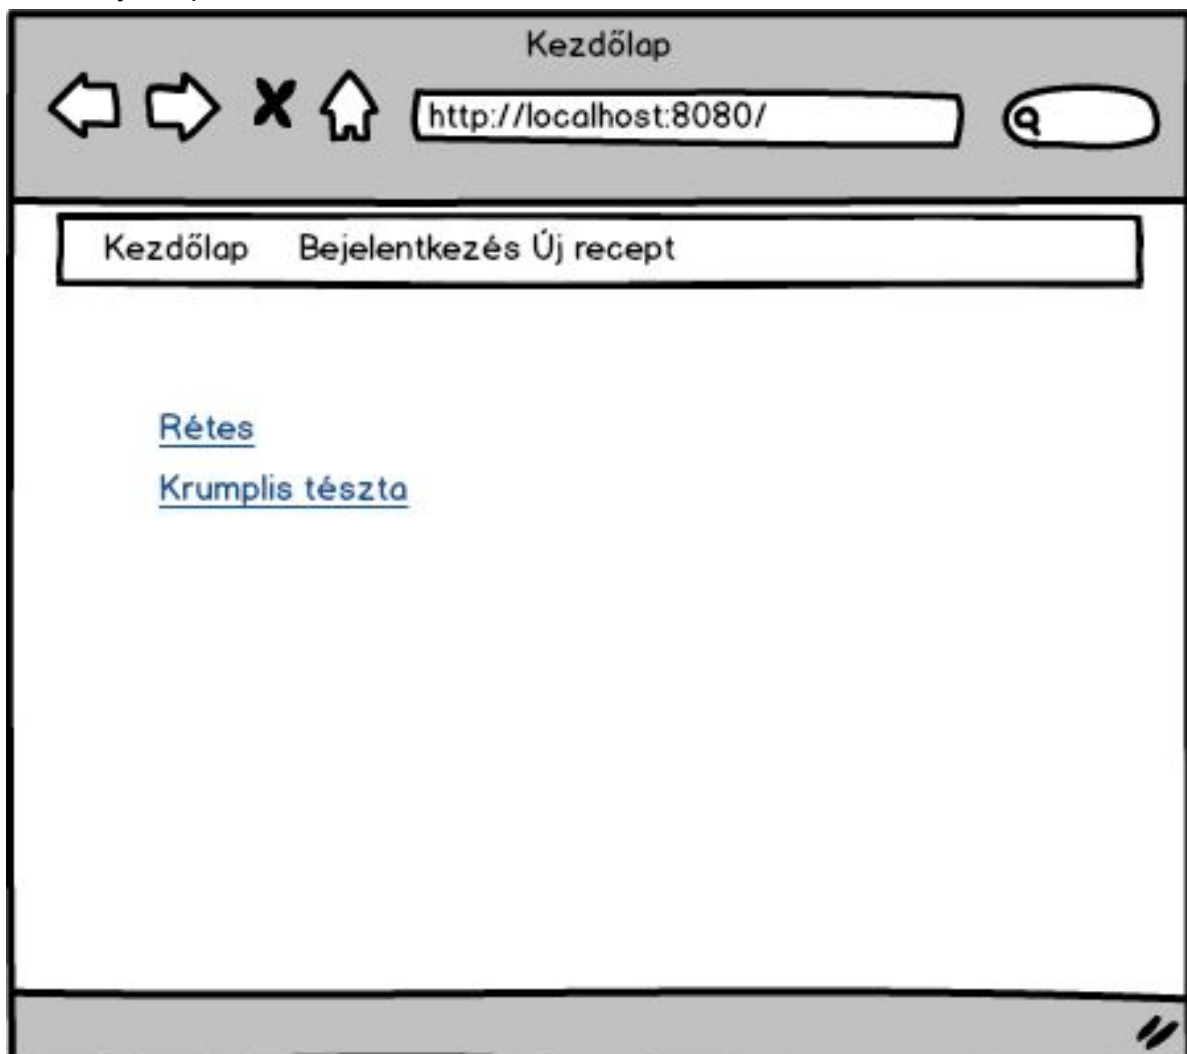 Kezdőlap
http://localhost:8080/
Kezdőlap Bejelentkezés Új recept
Rétes
Krumplis tészta